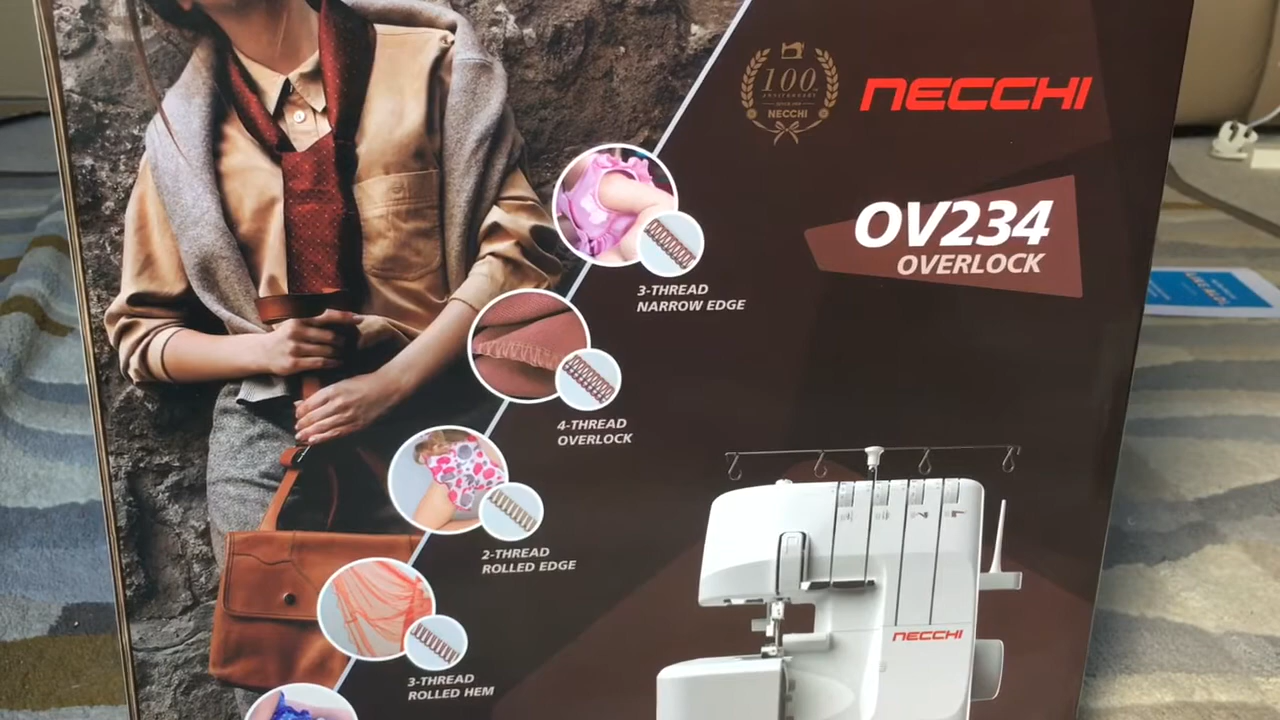 100
ANNIVERSARY
NECCHI
NECCHI
OV234
OVERLOCK
3-THREAD
NARROW EDGE
4-THREAD
OVERLOCK
2-THREAD
ROLLED EDGE
3-THREAD
ROLLED HEM
NECCHI